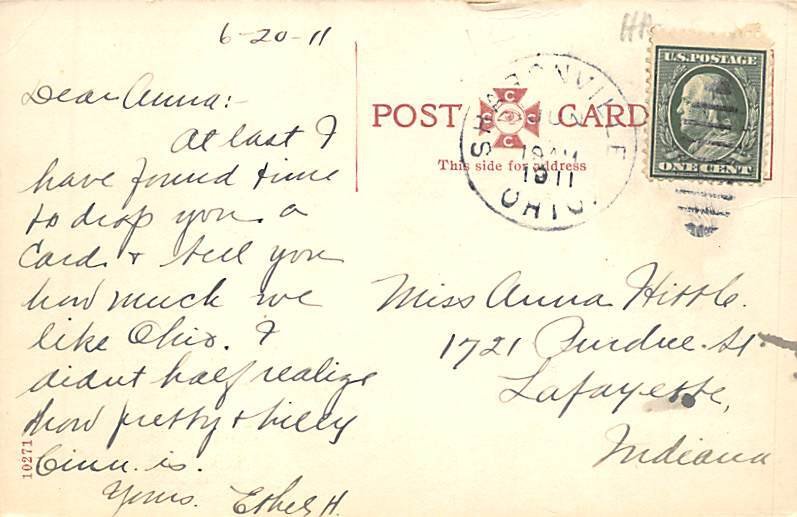 6-20-11
Dear Anna:-
At last I
have found time
to drop you a
Card & tell you
how much we
like Ohio. I
didnt half realize
how pretty & hilly
Cinn. is.
Yours. Ethel H.
10271
POST CARD
This side for address
SHARONVILLE
JUN
1911
OHIO.
U.S. POSTAGE
ONE CENT
Miss Anna
1721 Purdue St
Lafayette,
Indiana